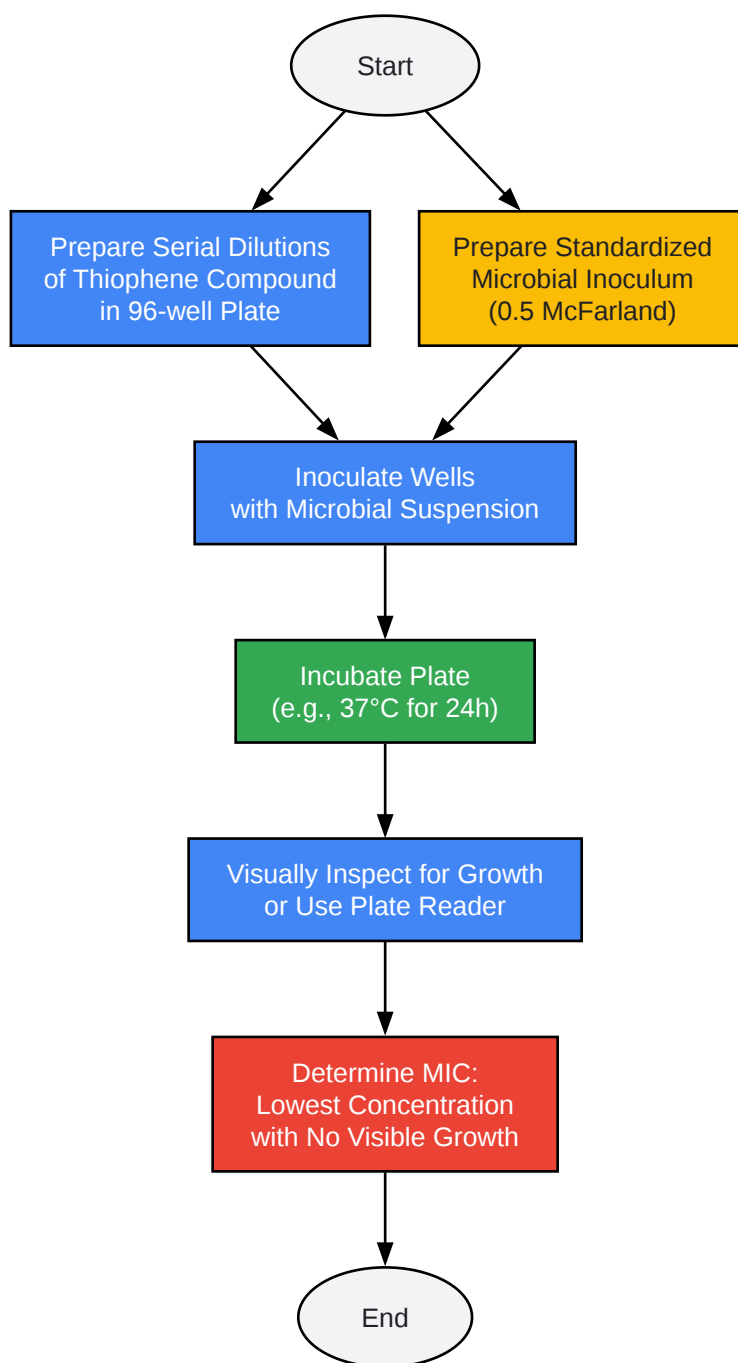 Start
Prepare Serial Dilutions
of Thiophene Compound
in 96-well Plate
Prepare Standardized
Microbial Inoculum
(0.5 McFarland)
Inoculate Wells
with Microbial Suspension
Incubate Plate
(e.g., 37°C for 24h)
Visually Inspect for Growth
or Use Plate Reader
Determine MIC:
Lowest Concentration
with No Visible Growth
End